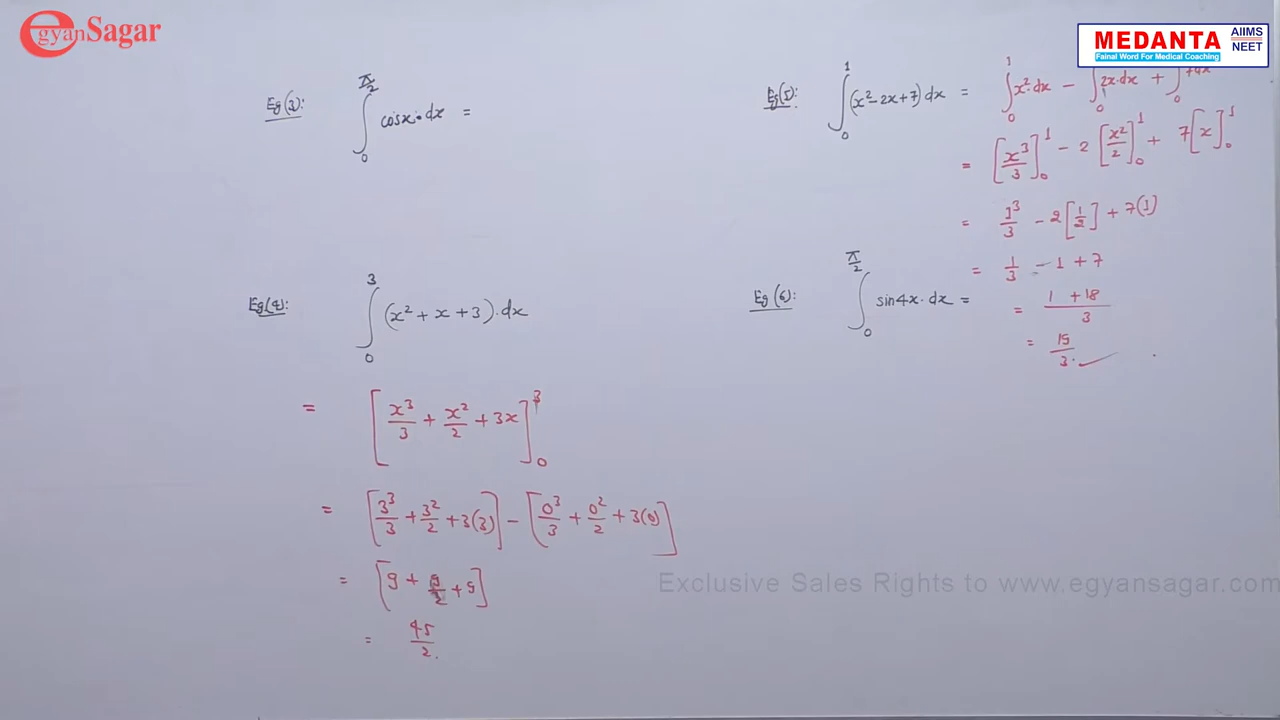 egyanSagar
MEDANTA
Fainal Word For Medical Coaching
AIIMS
NEET
Eg(3): ∫₀^{π/2} cosx·dx =
Eg(4): ∫₀³ (x² + x + 3)·dx
= [x³/3 + x²/2 + 3x]₀³
= [3³/3 + 3²/2 + 3(3)] − [0³/3 + 0²/2 + 3(0)]
= [9 + 9/2 + 9]
= 45/2
Eg(5): ∫₀¹ (x² − 2x + 7) dx = ∫₀¹ x²·dx − ∫₀¹ 2x·dx + ∫₀ 7dx
= [x³/3]₀¹ − 2[x²/2]₀¹ + 7[x]₀¹
= 1³/3 − 2[1/2] + 7(1)
= 1/3 − 1 + 7
= 1 + 18/3
= 19/3
Eg(6): ∫₀^{π/2} sin4x·dx =
Exclusive Sales Rights to www.egyansagar.com